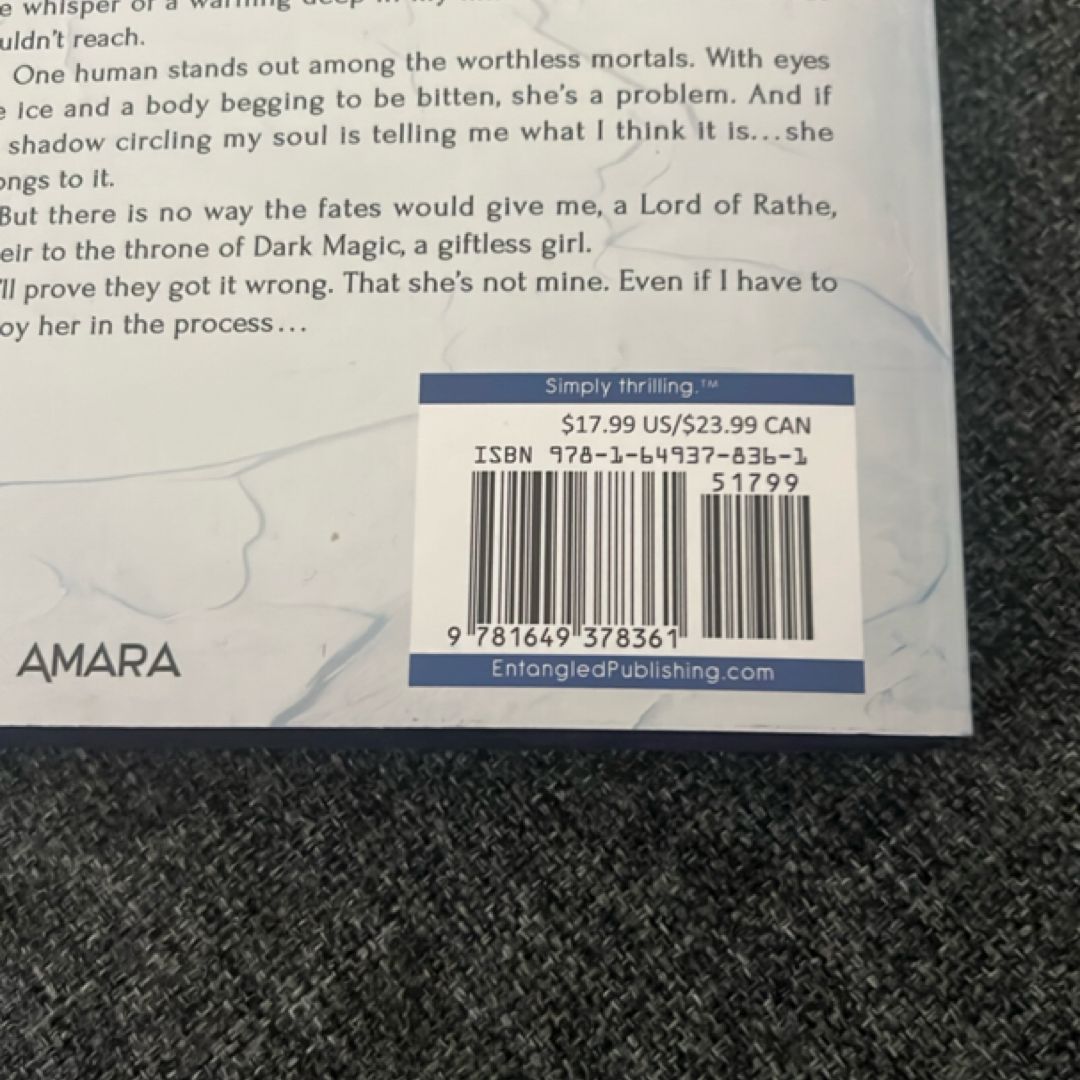 whisper of a
uldn't reach.
One human stands out among the worthless mortals. With eyes
e ice and a body begging to be bitten, she's a problem. And if
shadow circling my soul is telling me what I think it is...she
ongs to it.
But there is no way the fates would give me, a Lord of Rathe,
eir to the throne of Dark Magic, a giftless girl.
'll prove they got it wrong. That she's not mine. Even if I have to
oy her in the process...
Simply thrilling.™
$17.99 US/$23.99 CAN
ISBN 978-1-64937-836-1
51799
9 781649 378361
EntangledPublishing.com
AMARA